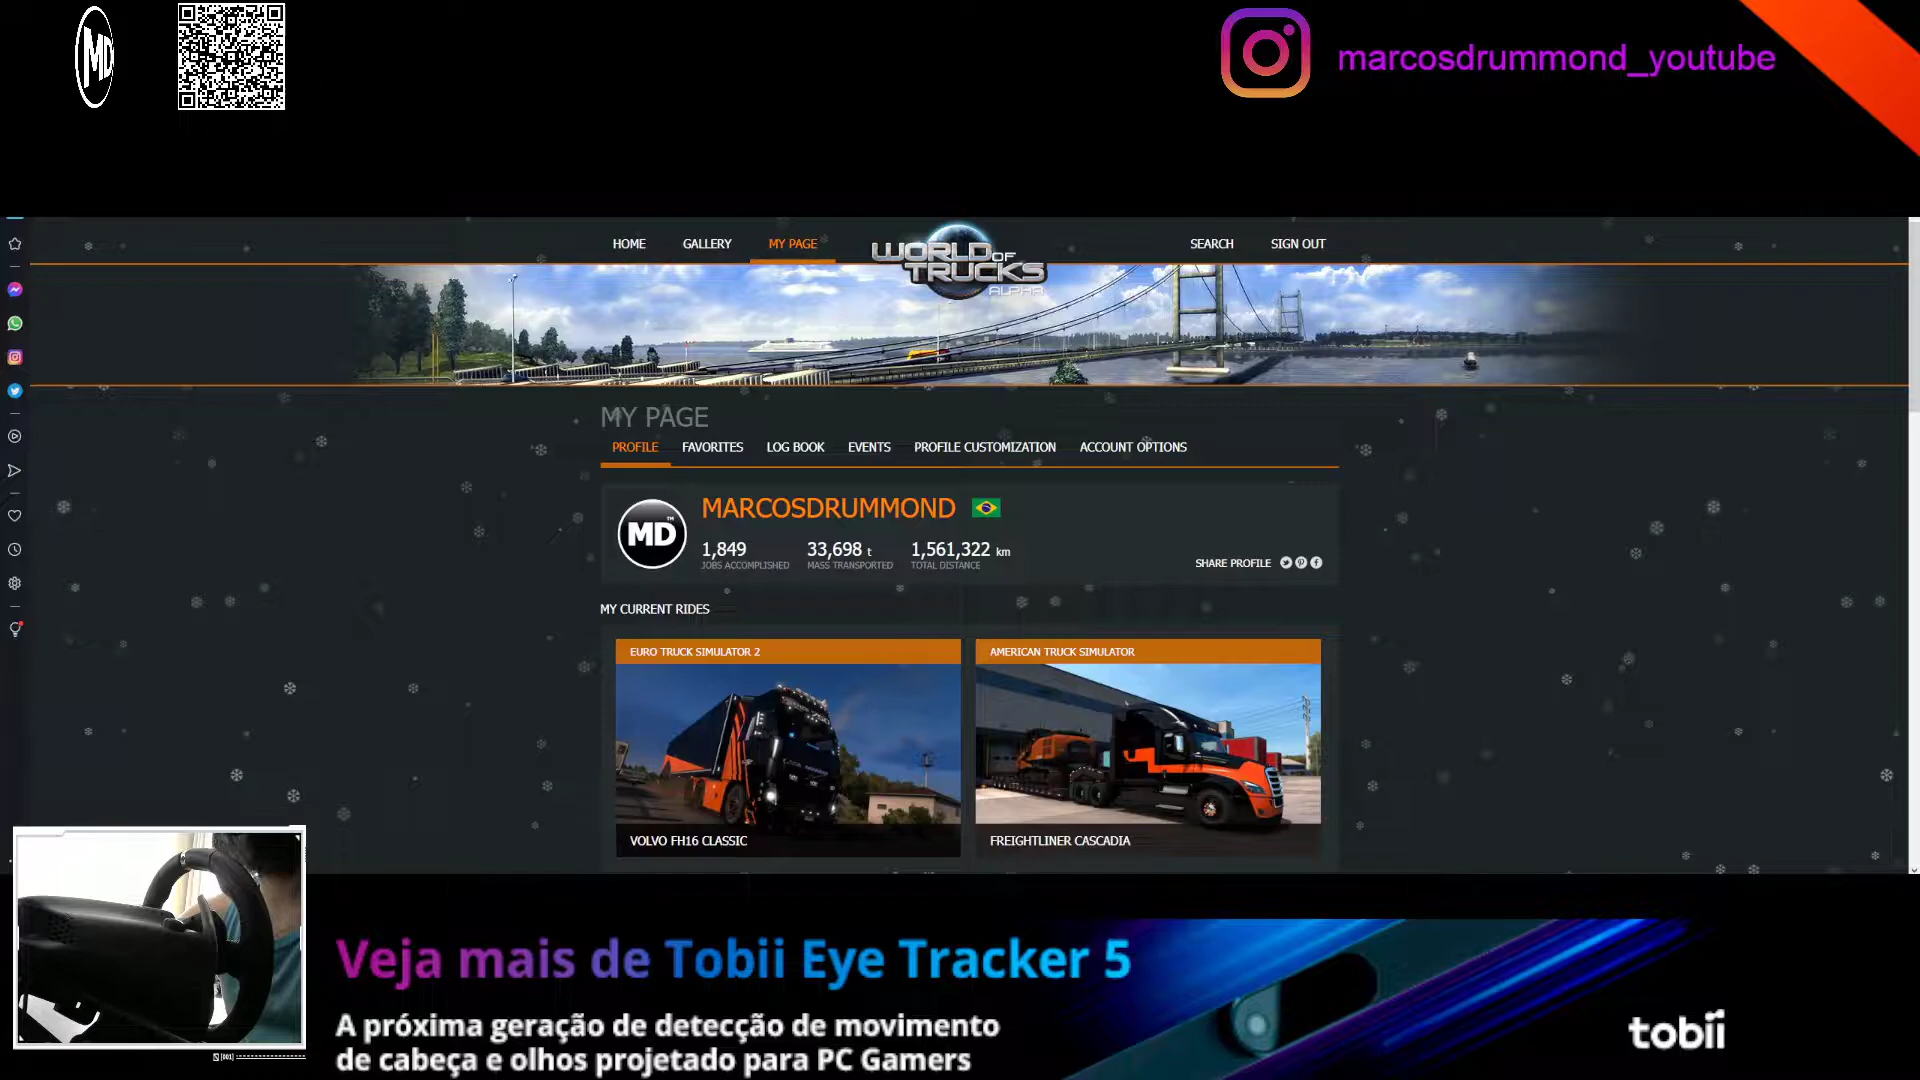 MD
marcosdrummond_youtube
HOME
GALLERY
MY PAGE
WORLD OF
TRUCKS
ALPHA
SEARCH
SIGN OUT
MY PAGE
PROFILE
FAVORITES
LOG BOOK
EVENTS
PROFILE CUSTOMIZATION
ACCOUNT OPTIONS
MD™
MARCOSDRUMMOND
1,849
33,698 t
1,561,322 km
JOBS ACCOMPLISHED
MASS TRANSPORTED
TOTAL DISTANCE
SHARE PROFILE
MY CURRENT RIDES
EURO TRUCK SIMULATOR 2
AMERICAN TRUCK SIMULATOR
VOLVO FH16 CLASSIC
FREIGHTLINER CASCADIA
Veja mais de Tobii Eye Tracker 5
A próxima geração de detecção de movimento
de cabeça e olhos projetado para PC Gamers
tobii